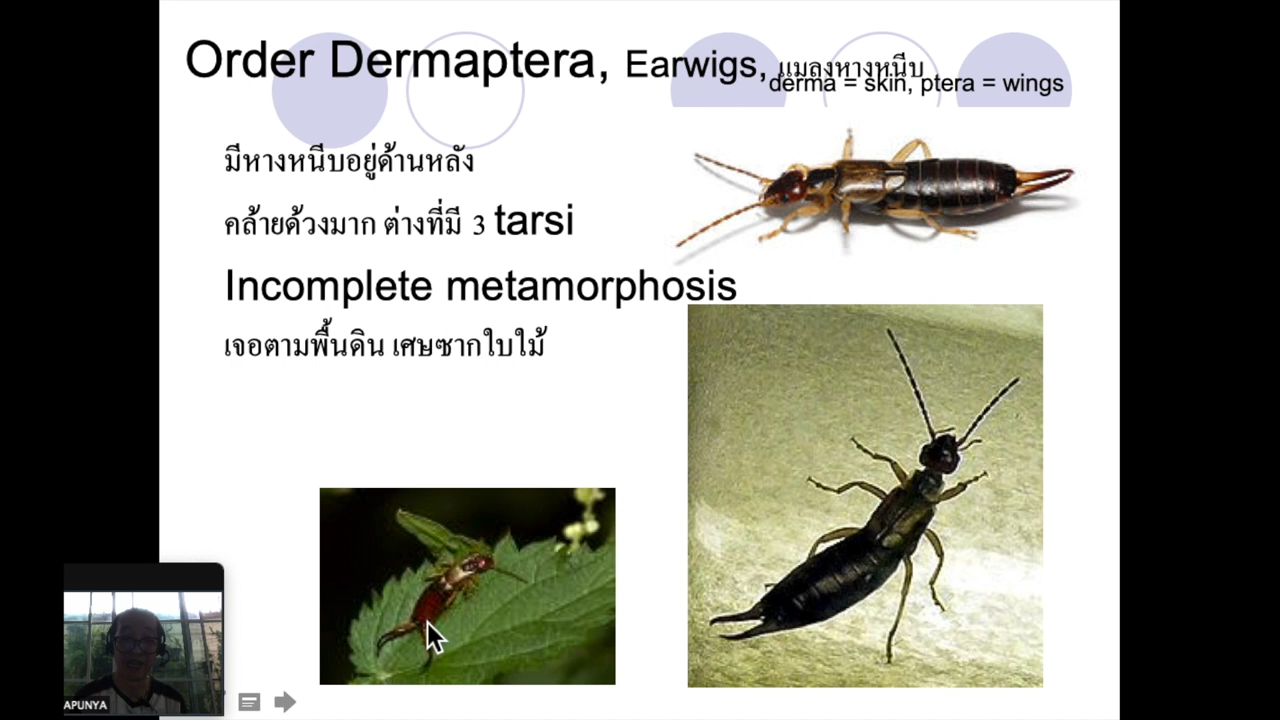 Order Dermaptera, Earwigs, แมลงหางหนีบ
derma = skin, ptera = wings
มีหางหนีบอยู่ด้านหลัง
คล้ายด้วงมาก ต่างที่มี 3 tarsi
Incomplete metamorphosis
เจอตามพื้นดิน เศษซากใบไม้
APUNYA